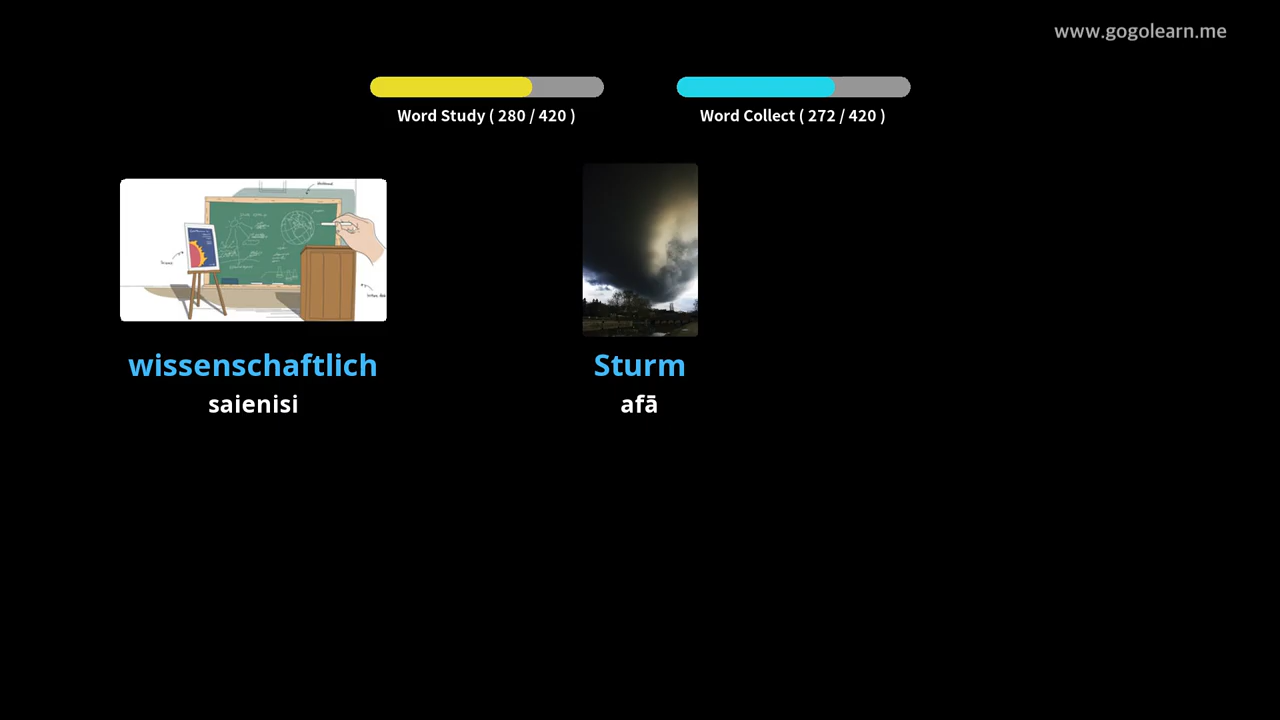 www.gogolearn.me
Word Study ( 280 / 420 )
Word Collect ( 272 / 420 )
wissenschaftlich
saienisi
Sturm
afā